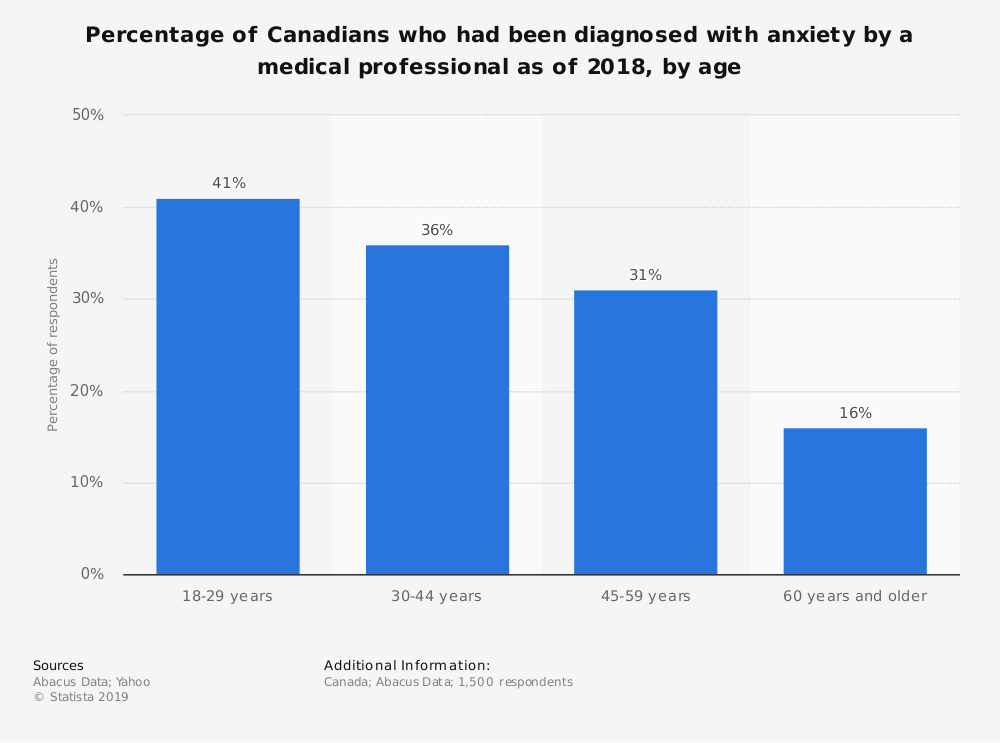 Percentage of Canadians who had been diagnosed with anxiety by a
medical professional as of 2018, by age
50%
40%
30%
20%
10%
0%
Percentage of respondents
41%
36%
31%
16%
18-29 years
30-44 years
45-59 years
60 years and older
Sources
Abacus Data; Yahoo
© Statista 2019
Additional Information:
Canada; Abacus Data; 1,500 respondents